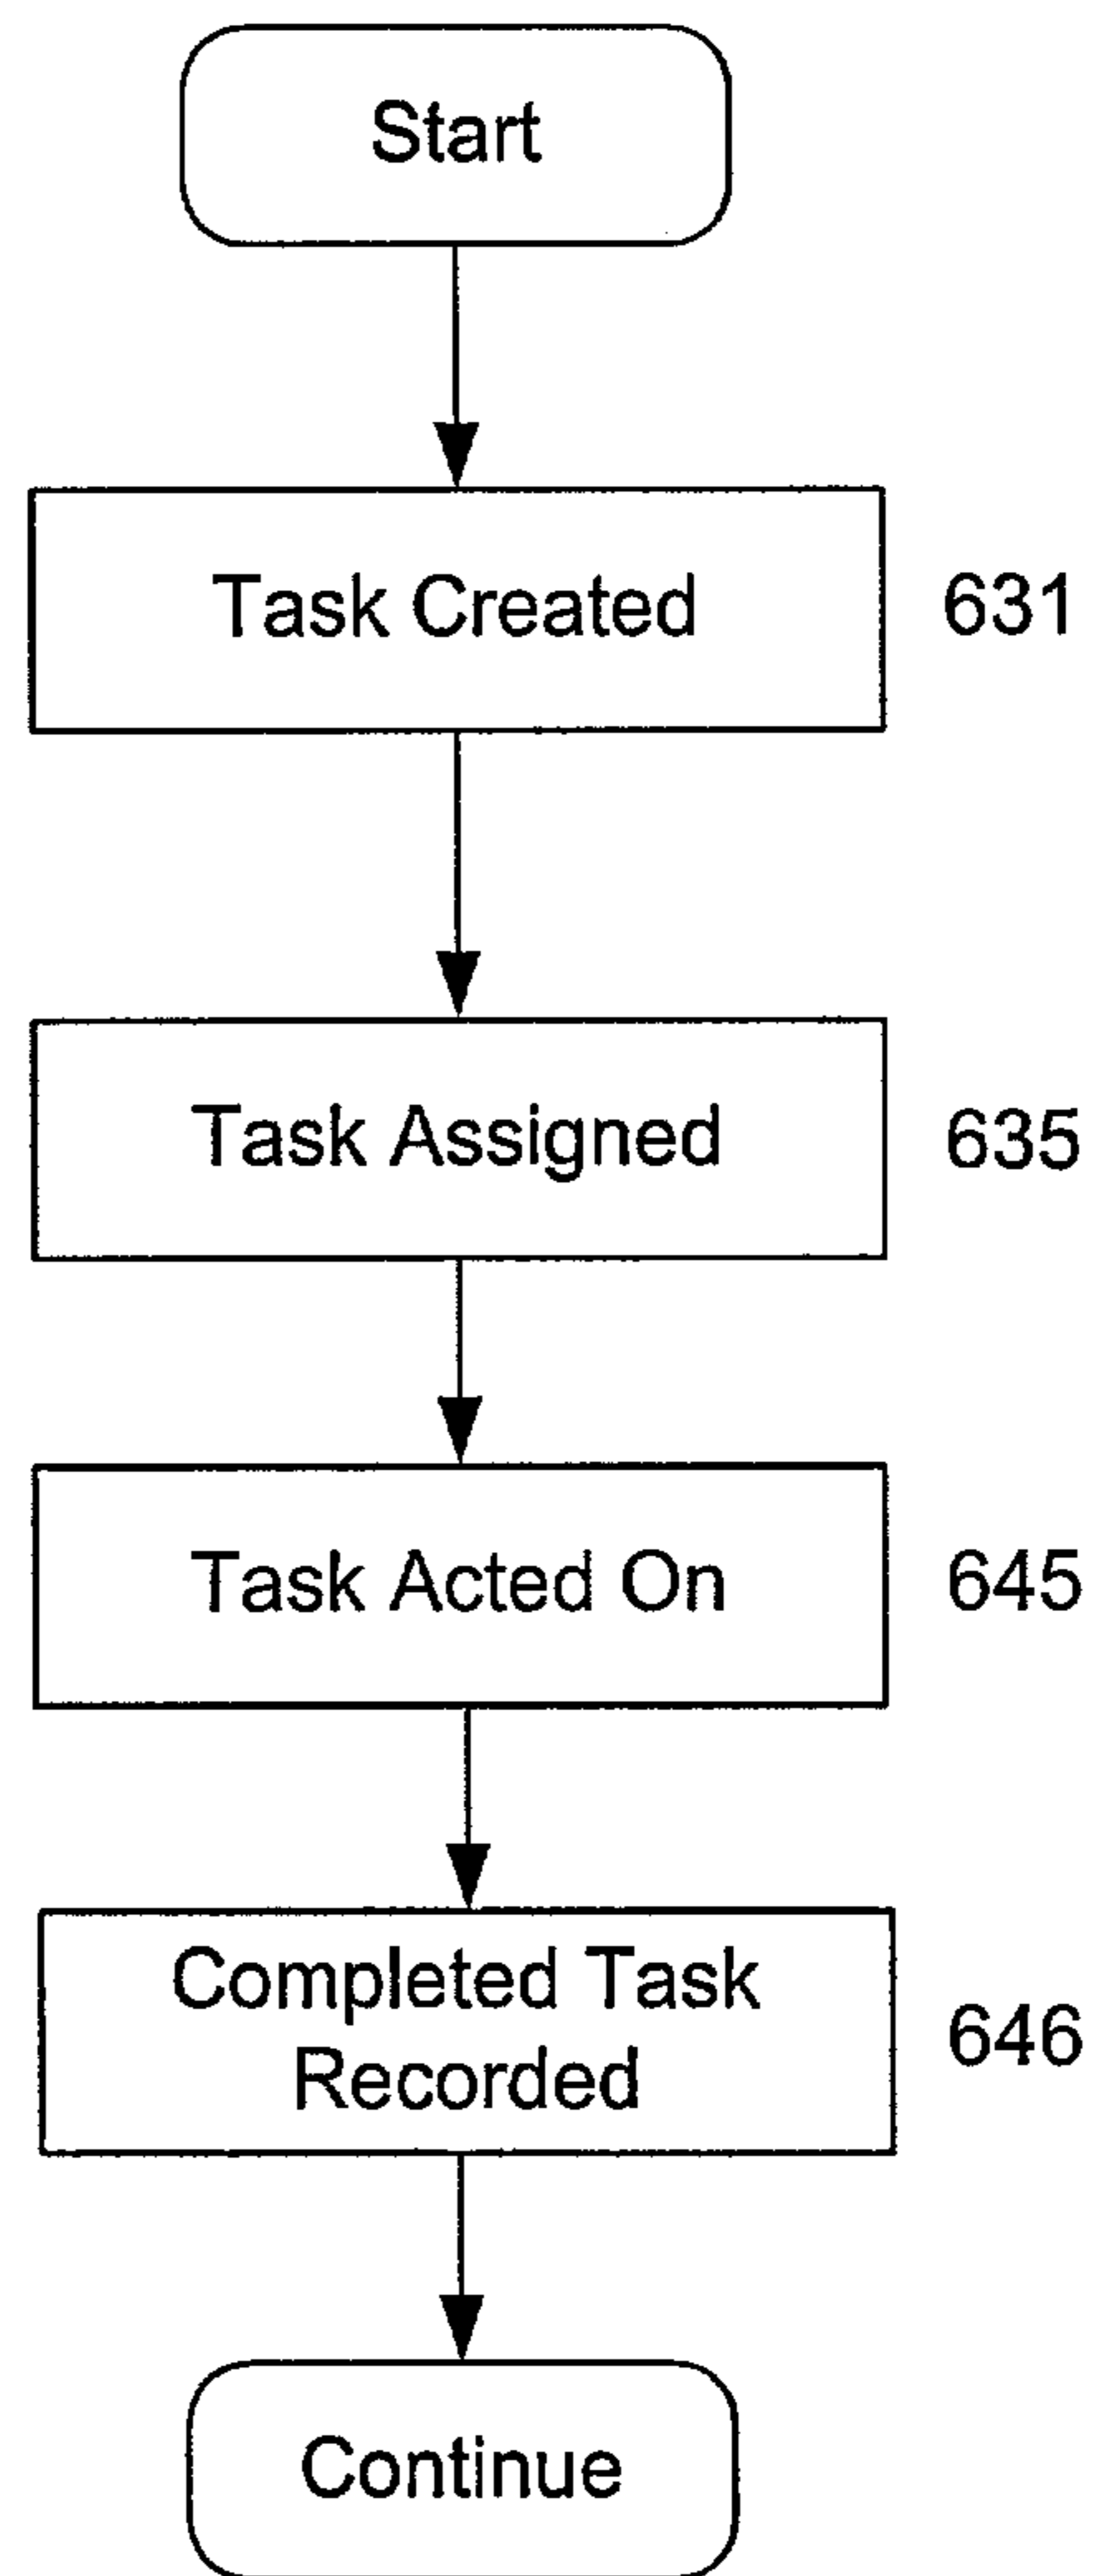 Start
Task Created 631
Task Assigned 635
Task Acted On 645
Completed Task
Recorded
646
Continue